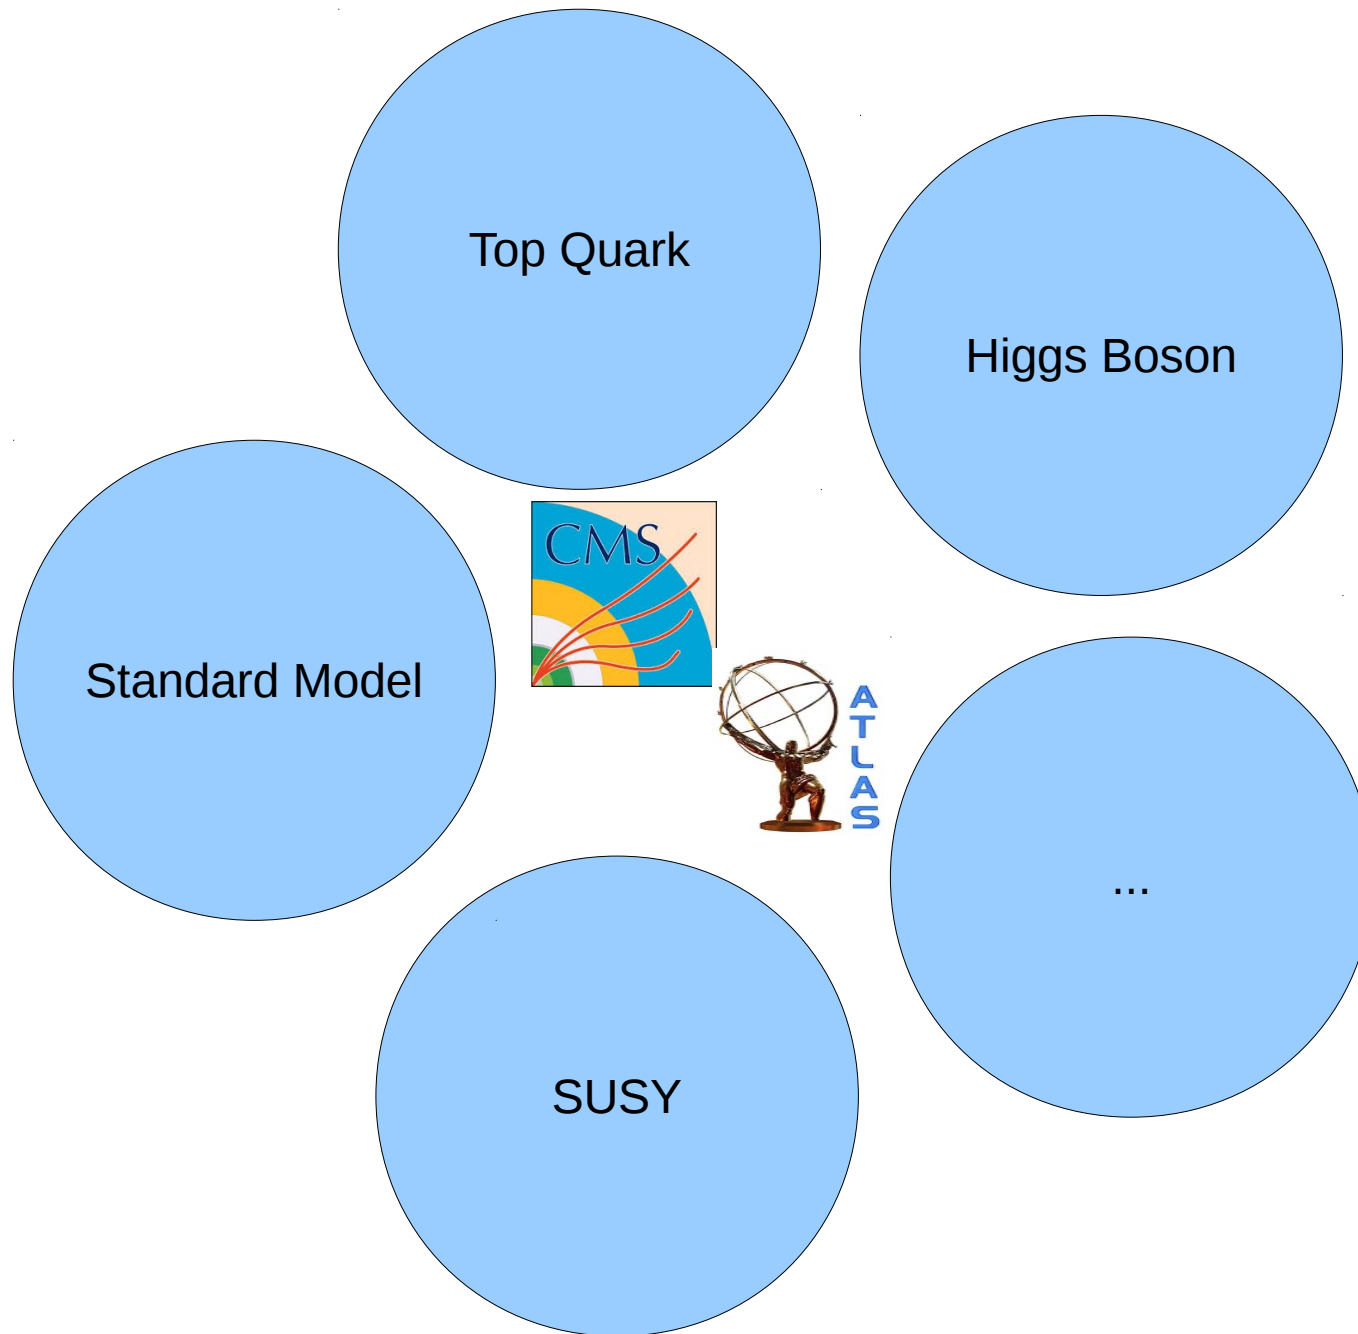 Top Quark
Higgs Boson
CMS
Standard Model
ATLAS
...
SUSY